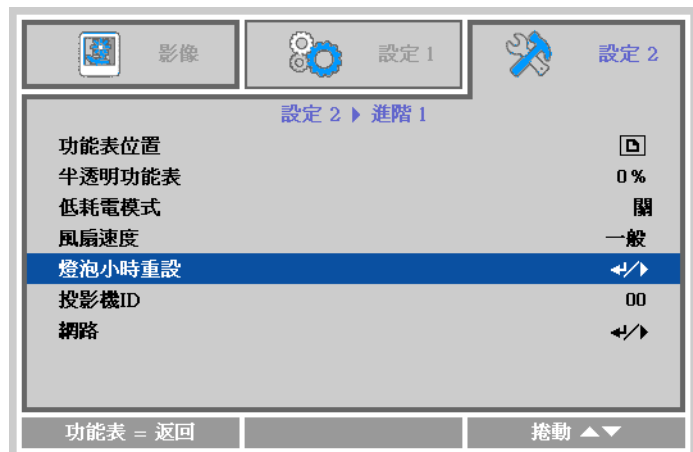 影像 設定 1 設定 2
設定 2 ▶ 進階 1
功能表位置
半透明功能表 0 %
低耗電模式 關
風扇速度 一般
燈泡小時重設 ↵/▶
投影機ID 00
網路 ↵/▶
功能表 = 返回 捲動 ▲▼